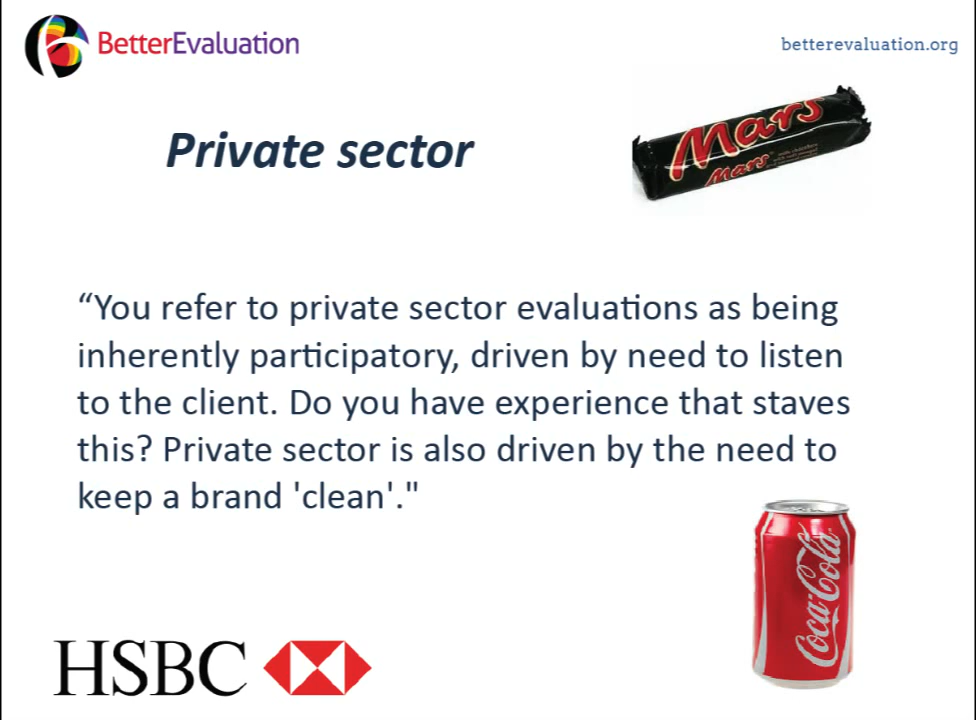 BetterEvaluation
betterevaluation.org
Private sector
Mars
Mars
“You refer to private sector evaluations as being
inherently participatory, driven by need to listen
to the client. Do you have experience that staves
this? Private sector is also driven by the need to
keep a brand 'clean'."
Coca-Cola
HSBC